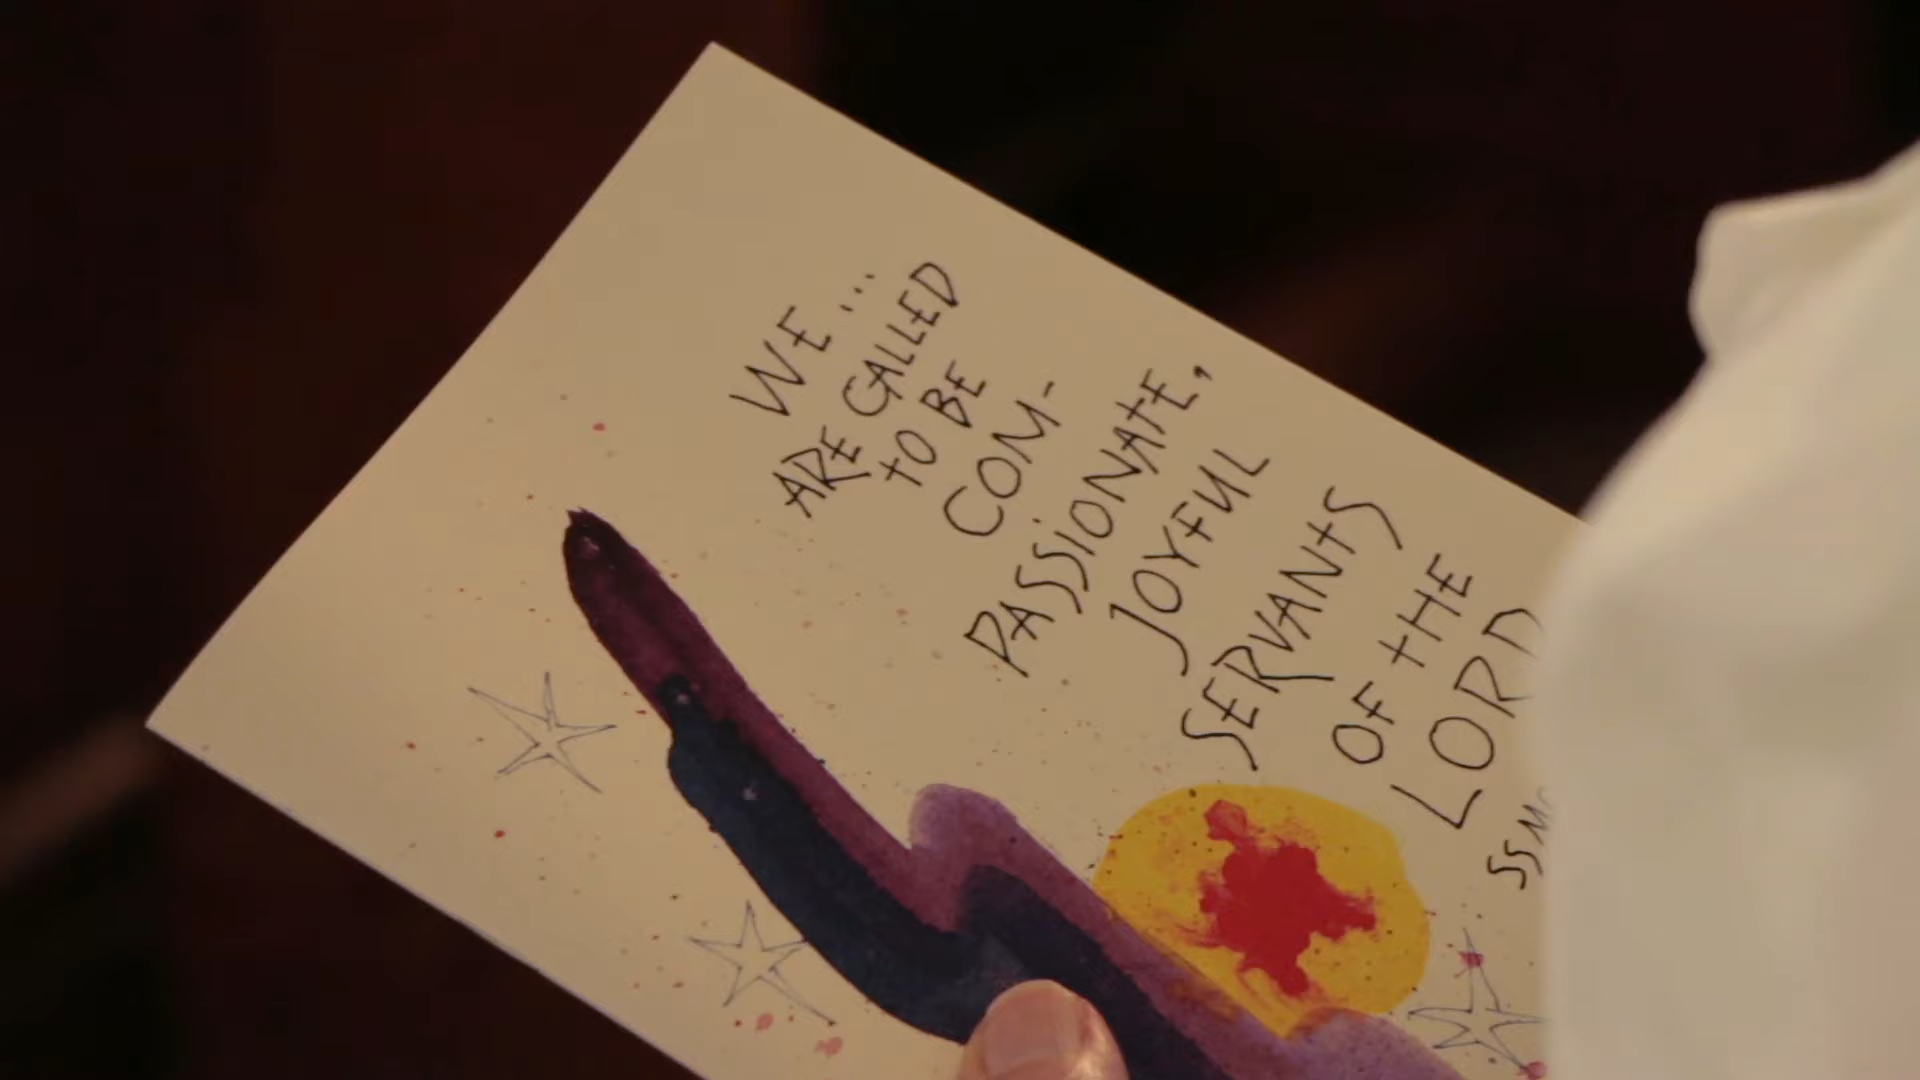 WE ...
ARE CALLED
TO BE
COM-
PASSIONATE,
JOYFUL
SERVANTS
OF THE
LORD